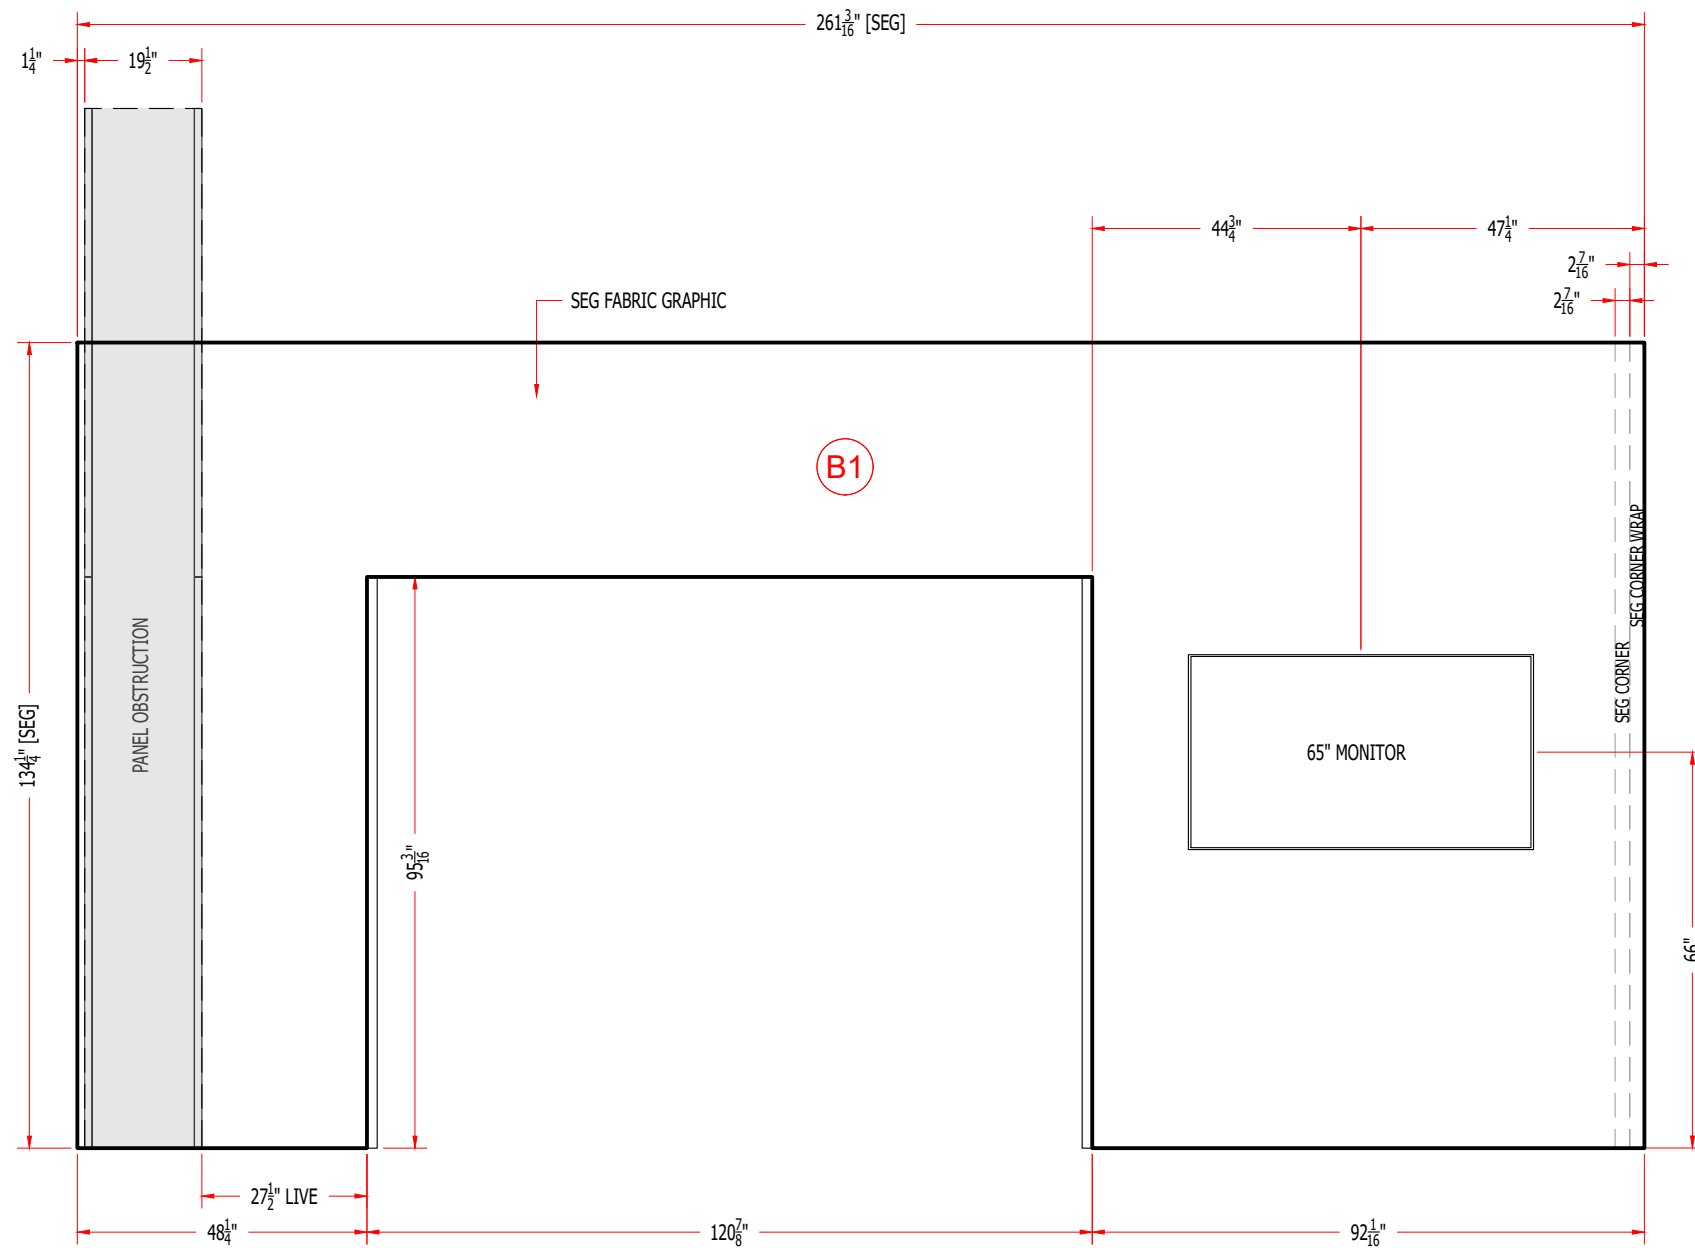 261 3/16" [SEG]
1 1/4"
19 1/2"
44 3/4"
47 1/4"
2 7/16"
2 7/16"
SEG FABRIC GRAPHIC
B1
SEG CORNER WRAP
SEG CORNER
PANEL OBSTRUCTION
134 1/4" [SEG]
65" MONITOR
95 3/16"
66"
27 1/2" LIVE
48 1/4"
120 7/8"
92 1/16"